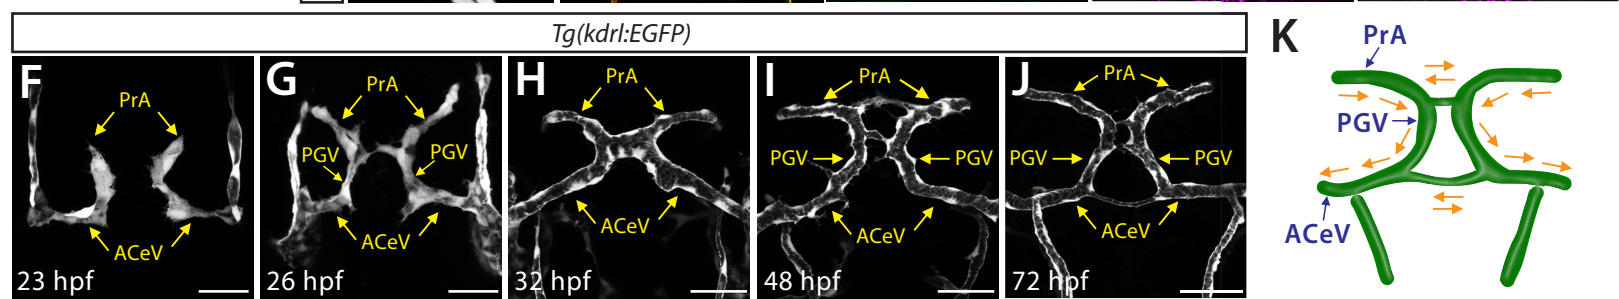 Tg(kdrl:EGFP)
F
PrA
ACeV
23 hpf
G
PrA
PGV
PGV
ACeV
26 hpf
H
PrA
ACeV
32 hpf
I
PrA
PGV
PGV
ACeV
48 hpf
J
PrA
PGV
PGV
ACeV
72 hpf
K
PrA
PGV
ACeV